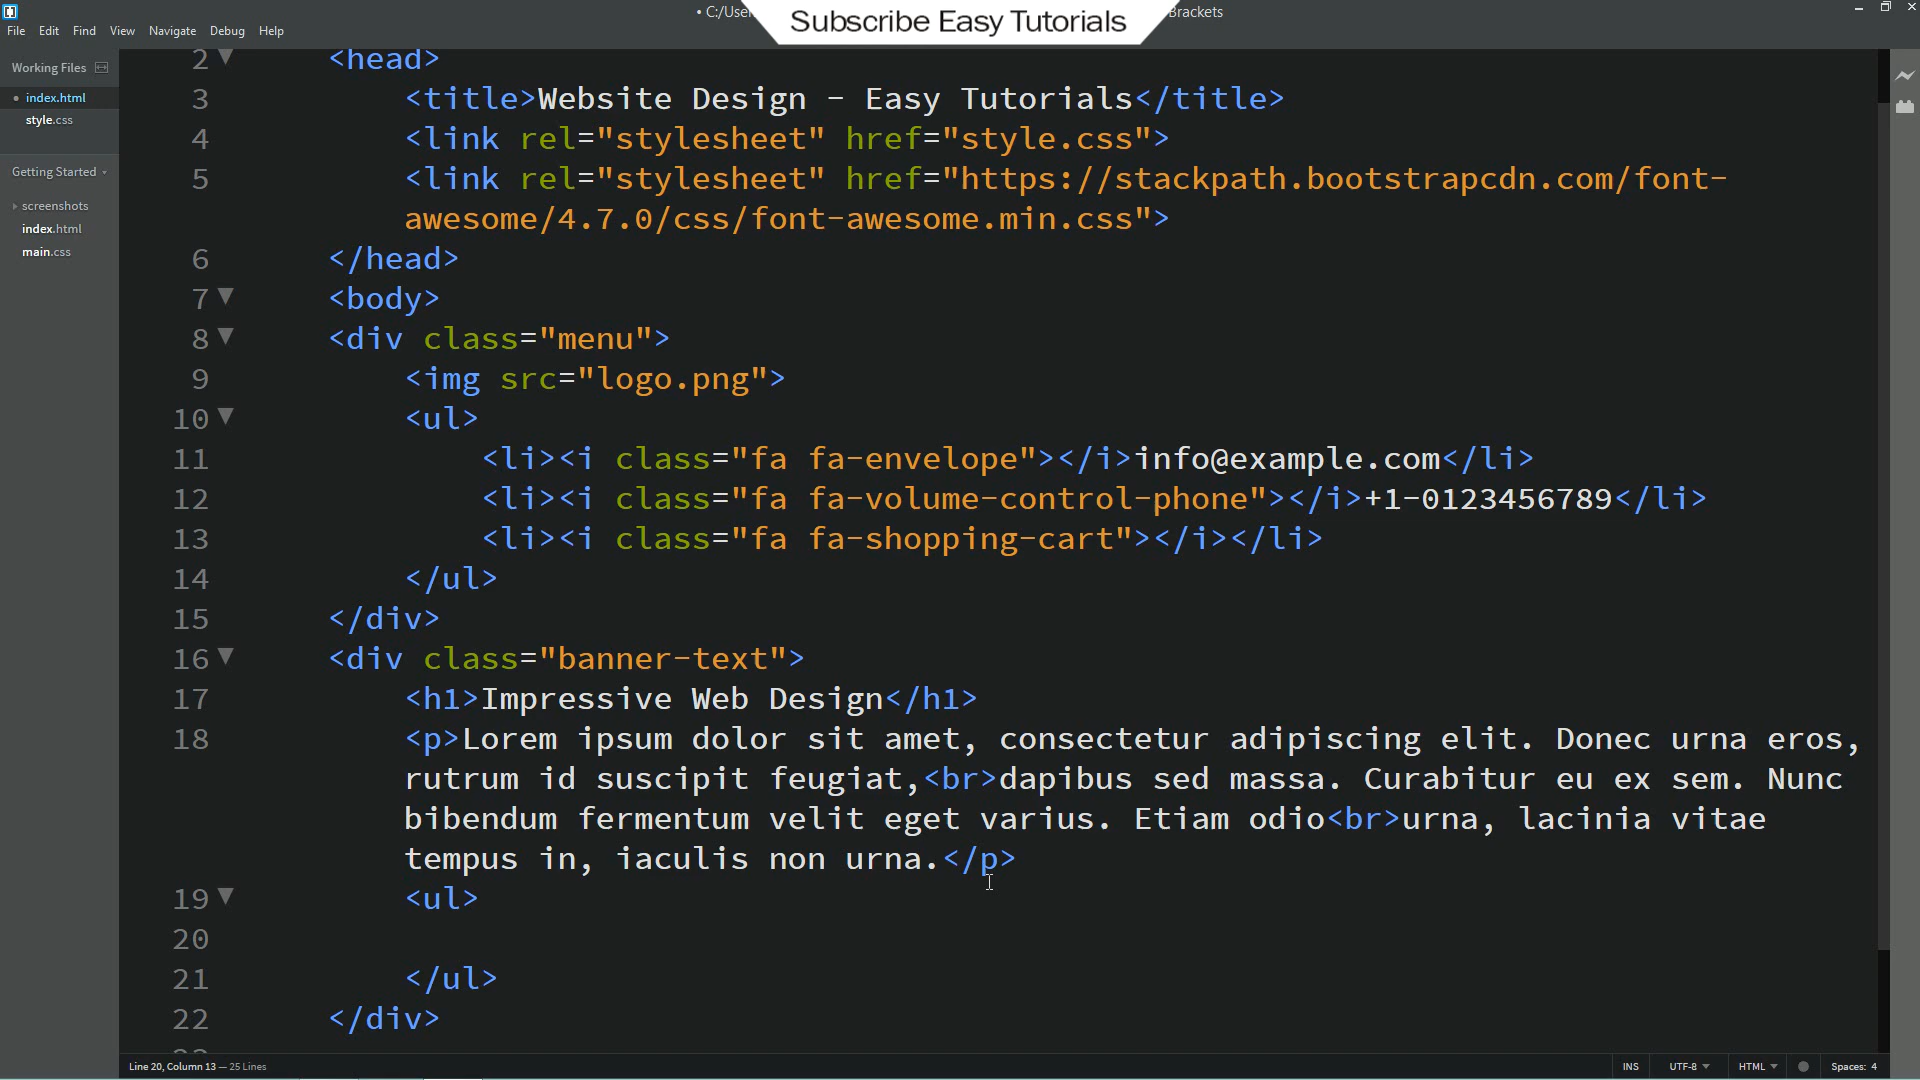 • C:/User
Subscribe Easy Tutorials
Brackets
File Edit Find View Navigate Debug Help
Working Files
• index.html
style.css
Getting Started
screenshots
index.html
main.css
2 <head>
3 <title>Website Design - Easy Tutorials</title>
4 <link rel="stylesheet" href="style.css">
5 <link rel="stylesheet" href="https://stackpath.bootstrapcdn.com/font-
awesome/4.7.0/css/font-awesome.min.css">
6 </head>
7 <body>
8 <div class="menu">
9 <img src="logo.png">
10 <ul>
11 <li><i class="fa fa-envelope"></i>info@example.com</li>
12 <li><i class="fa fa-volume-control-phone"></i>+1-0123456789</li>
13 <li><i class="fa fa-shopping-cart"></i></li>
14 </ul>
15 </div>
16 <div class="banner-text">
17 <h1>Impressive Web Design</h1>
18 <p>Lorem ipsum dolor sit amet, consectetur adipiscing elit. Donec urna eros,
rutrum id suscipit feugiat,<br>dapibus sed massa. Curabitur eu ex sem. Nunc
bibendum fermentum velit eget varius. Etiam odio<br>urna, lacinia vitae
tempus in, iaculis non urna.</p>
19 <ul>
20
21 </ul>
22 </div>
Line 20, Column 13 — 25 Lines
INS UTF-8 HTML Spaces: 4